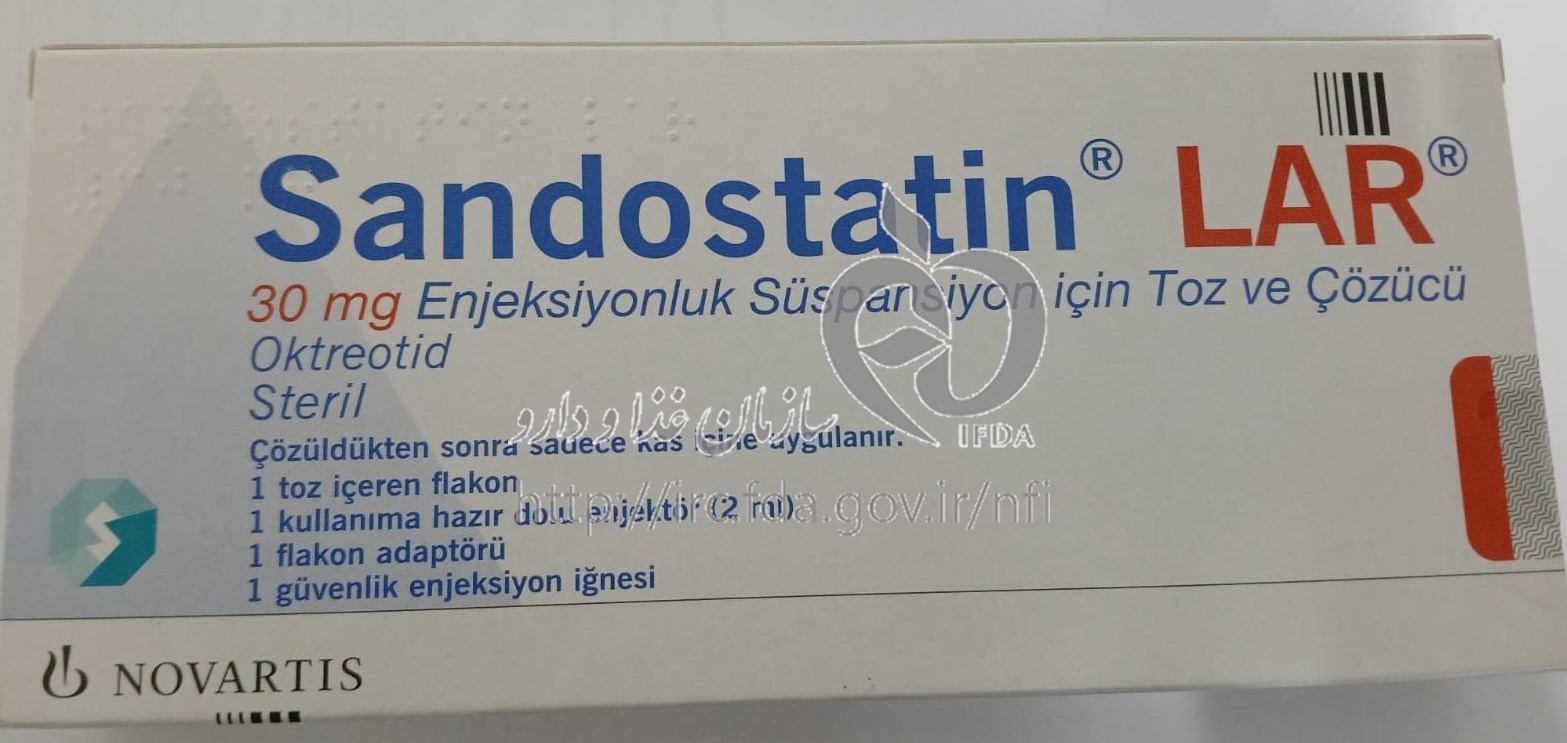 Sandostatin® LAR®
30 mg Enjeksiyonluk Süspansiyon için Toz ve Çözücü
Oktreotid
Steril
Çözüldükten sonra sadece kas içine uygulanır.
1 toz içeren flakon
1 kullanıma hazır dolu enjektör (2 ml)
1 flakon adaptörü
1 güvenlik enjeksiyon iğnesi
NOVARTIS
سازمان غذا و دارو
IFDA
http://irc.fda.gov.ir/nfi